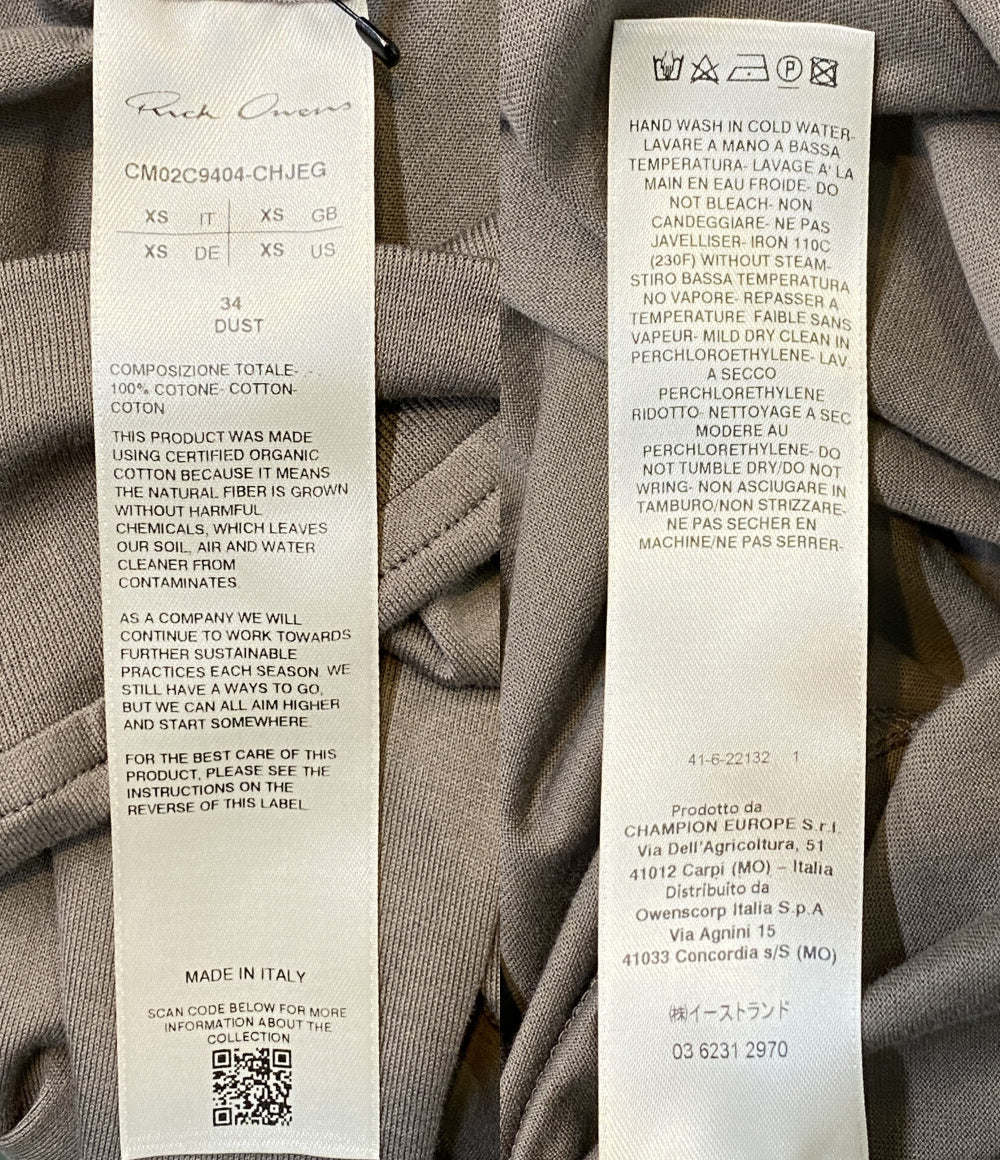 Rick Owens
CM02C9404-CHJEG
XS IT XS GB
XS DE XS US
34
DUST
COMPOSIZIONE TOTALE-
100% COTONE- COTTON-
COTON
THIS PRODUCT WAS MADE
USING CERTIFIED ORGANIC
COTTON BECAUSE IT MEANS
THE NATURAL FIBER IS GROWN
WITHOUT HARMFUL
CHEMICALS, WHICH LEAVES
OUR SOIL, AIR AND WATER
CLEANER FROM
CONTAMINATES.
AS A COMPANY WE WILL
CONTINUE TO WORK TOWARDS
FURTHER SUSTAINABLE
PRACTICES EACH SEASON. WE
STILL HAVE A WAYS TO GO,
BUT WE CAN ALL AIM HIGHER
AND START SOMEWHERE.
FOR THE BEST CARE OF THIS
PRODUCT, PLEASE SEE THE
INSTRUCTIONS ON THE
REVERSE OF THIS LABEL.
MADE IN ITALY
SCAN CODE BELOW FOR MORE
INFORMATION ABOUT THE
COLLECTION
P
HAND WASH IN COLD WATER-
LAVARE A MANO A BASSA
TEMPERATURA- LAVAGE A' LA
MAIN EN EAU FROIDE- DO
NOT BLEACH- NON
CANDEGGIARE- NE PAS
JAVELLISER- IRON 110C
(230F) WITHOUT STEAM-
STIRO BASSA TEMPERATURA
NO VAPORE- REPASSER A
TEMPERATURE FAIBLE SANS
VAPEUR- MILD DRY CLEAN IN
PERCHLOROETHYLENE- LAV.
A SECCO
PERCHLORETHYLENE
RIDOTTO- NETTOYAGE A SEC
MODERE AU
PERCHLORETHYLENE- DO
NOT TUMBLE DRY/DO NOT
WRING- NON ASCIUGARE IN
TAMBURO/NON STRIZZARE-
NE PAS SECHER EN
MACHINE/NE PAS SERRER-
41-6-22132 1
Prodotto da
CHAMPION EUROPE S.r.l.
Via Dell'Agricoltura, 51
41012 Carpi (MO) – Italia
Distribuito da
Owenscorp Italia S.p.A
Via Agnini 15
41033 Concordia s/S (MO)
㈱イーストランド
03 6231 2970